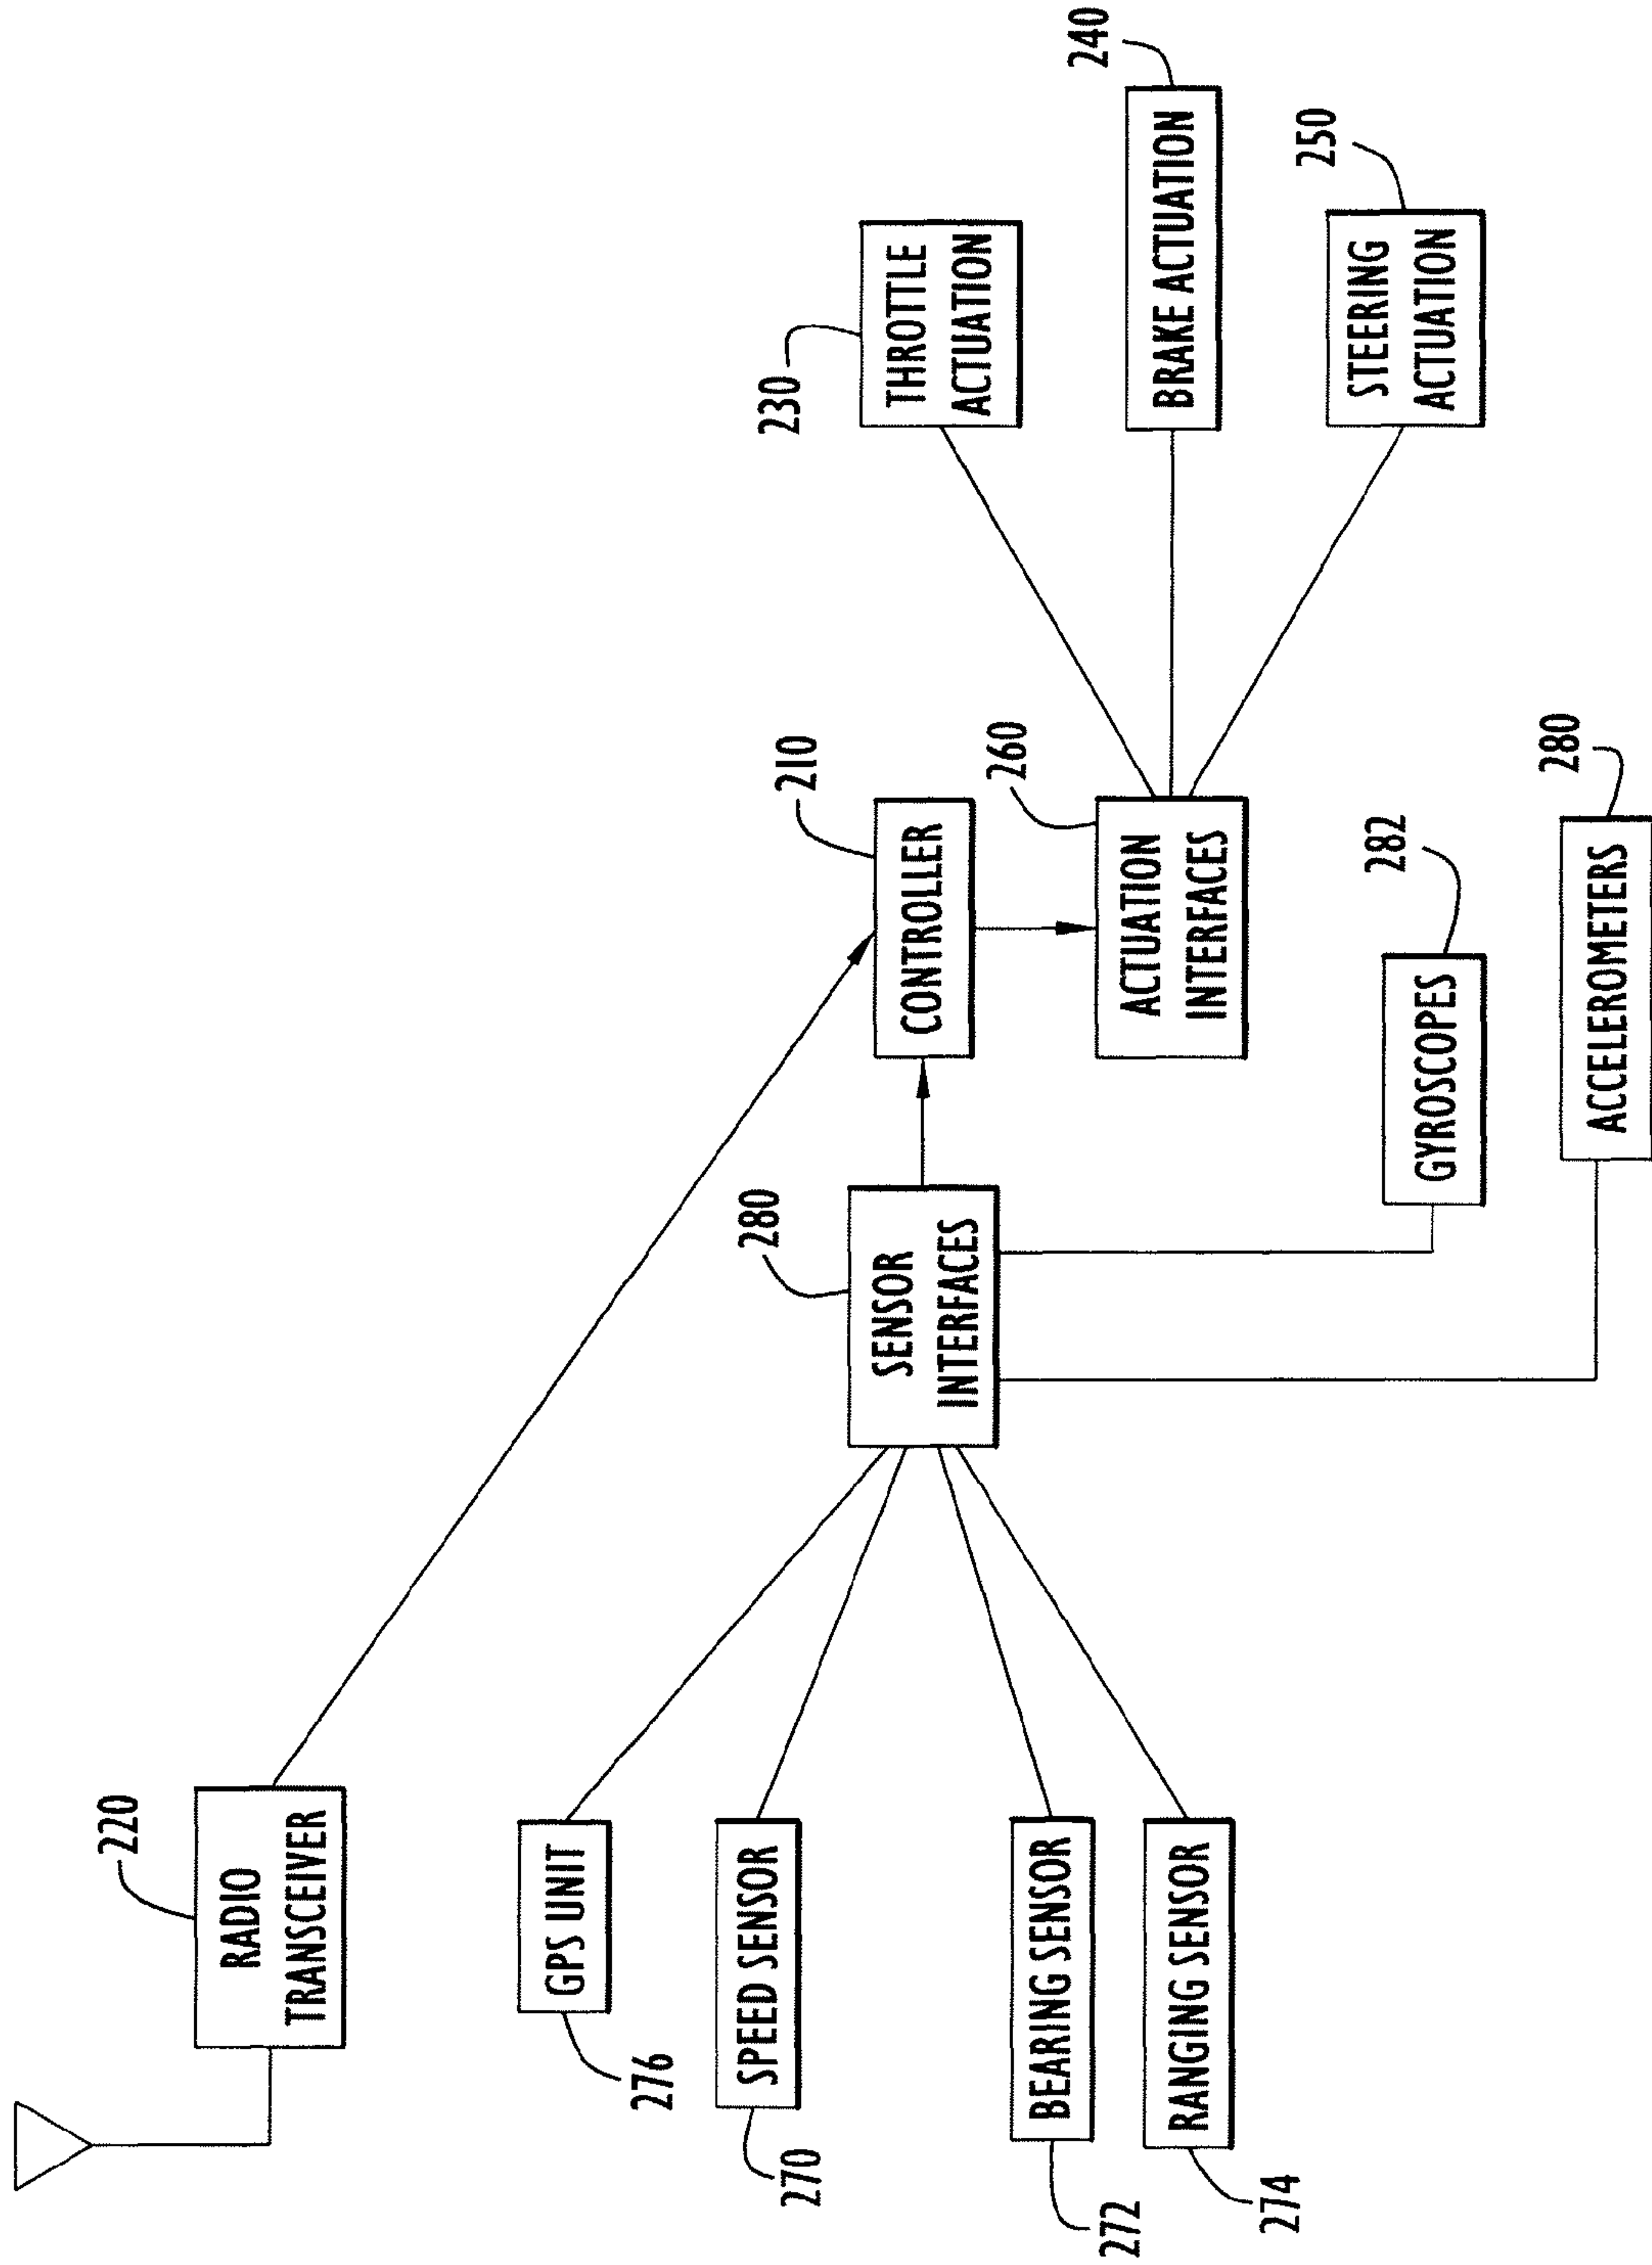 220
RADIO
TRANSCEIVER
GPS UNIT
276
SPEED SENSOR
270
BEARING SENSOR
272
RANGING SENSOR
274
280
SENSOR
INTERFACES
210
CONTROLLER
260
ACTUATION
INTERFACES
282
GYROSCOPES
280
ACCELEROMETERS
230
THROTTLE
ACTUATION
240
BRAKE ACTUATION
250
STEERING
ACTUATION